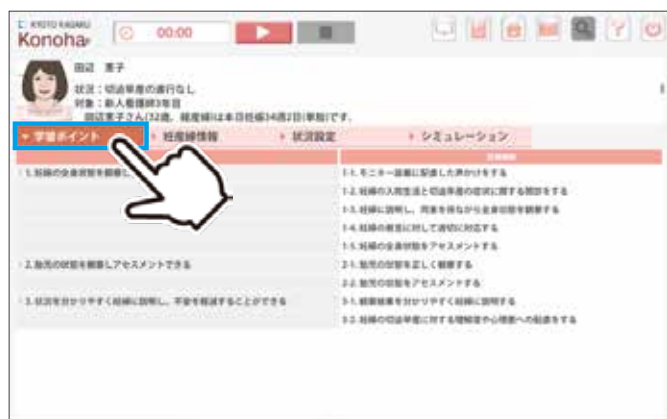 KYOTO KAGAKU
Konoha
00:00
田辺 恵子
状況：切迫早産の進行なし
対象：新人看護師3年目
田辺恵子さん(32歳、経産婦)は本日妊娠34週2日(単胎)です。
学習ポイント
妊産婦情報
状況設定
シミュレーション
1. 妊婦の全身状態を観察し
1-1. モニター装着に配慮した声かけをする
1-2. 妊婦の入院生活と切迫早産の症状に関する問診をする
1-3. 妊婦に説明し、同意を得ながら全身状態を観察する
1-4. 妊婦の発言に対して適切に対応する
1-5. 妊婦の全身状態をアセスメントする
2. 胎児の状態を観察しアセスメントできる
2-1. 胎児の状態を正しく観察する
2-2. 胎児の状態をアセスメントする
3. 状況を分かりやすく妊婦に説明し、不安を軽減することができる
3-1. 観察結果を分かりやすく妊婦に説明する
3-2. 妊婦の切迫早産に対する理解度や心理面への配慮をする